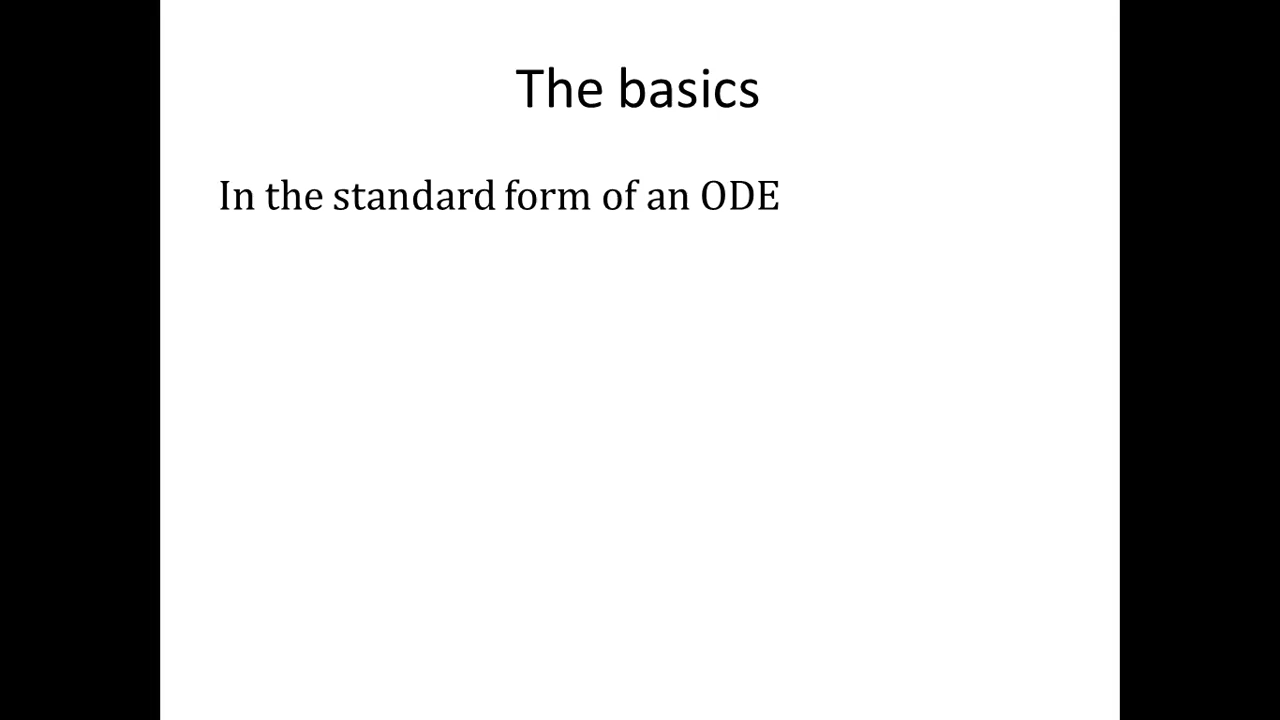 The basics
In the standard form of an ODE